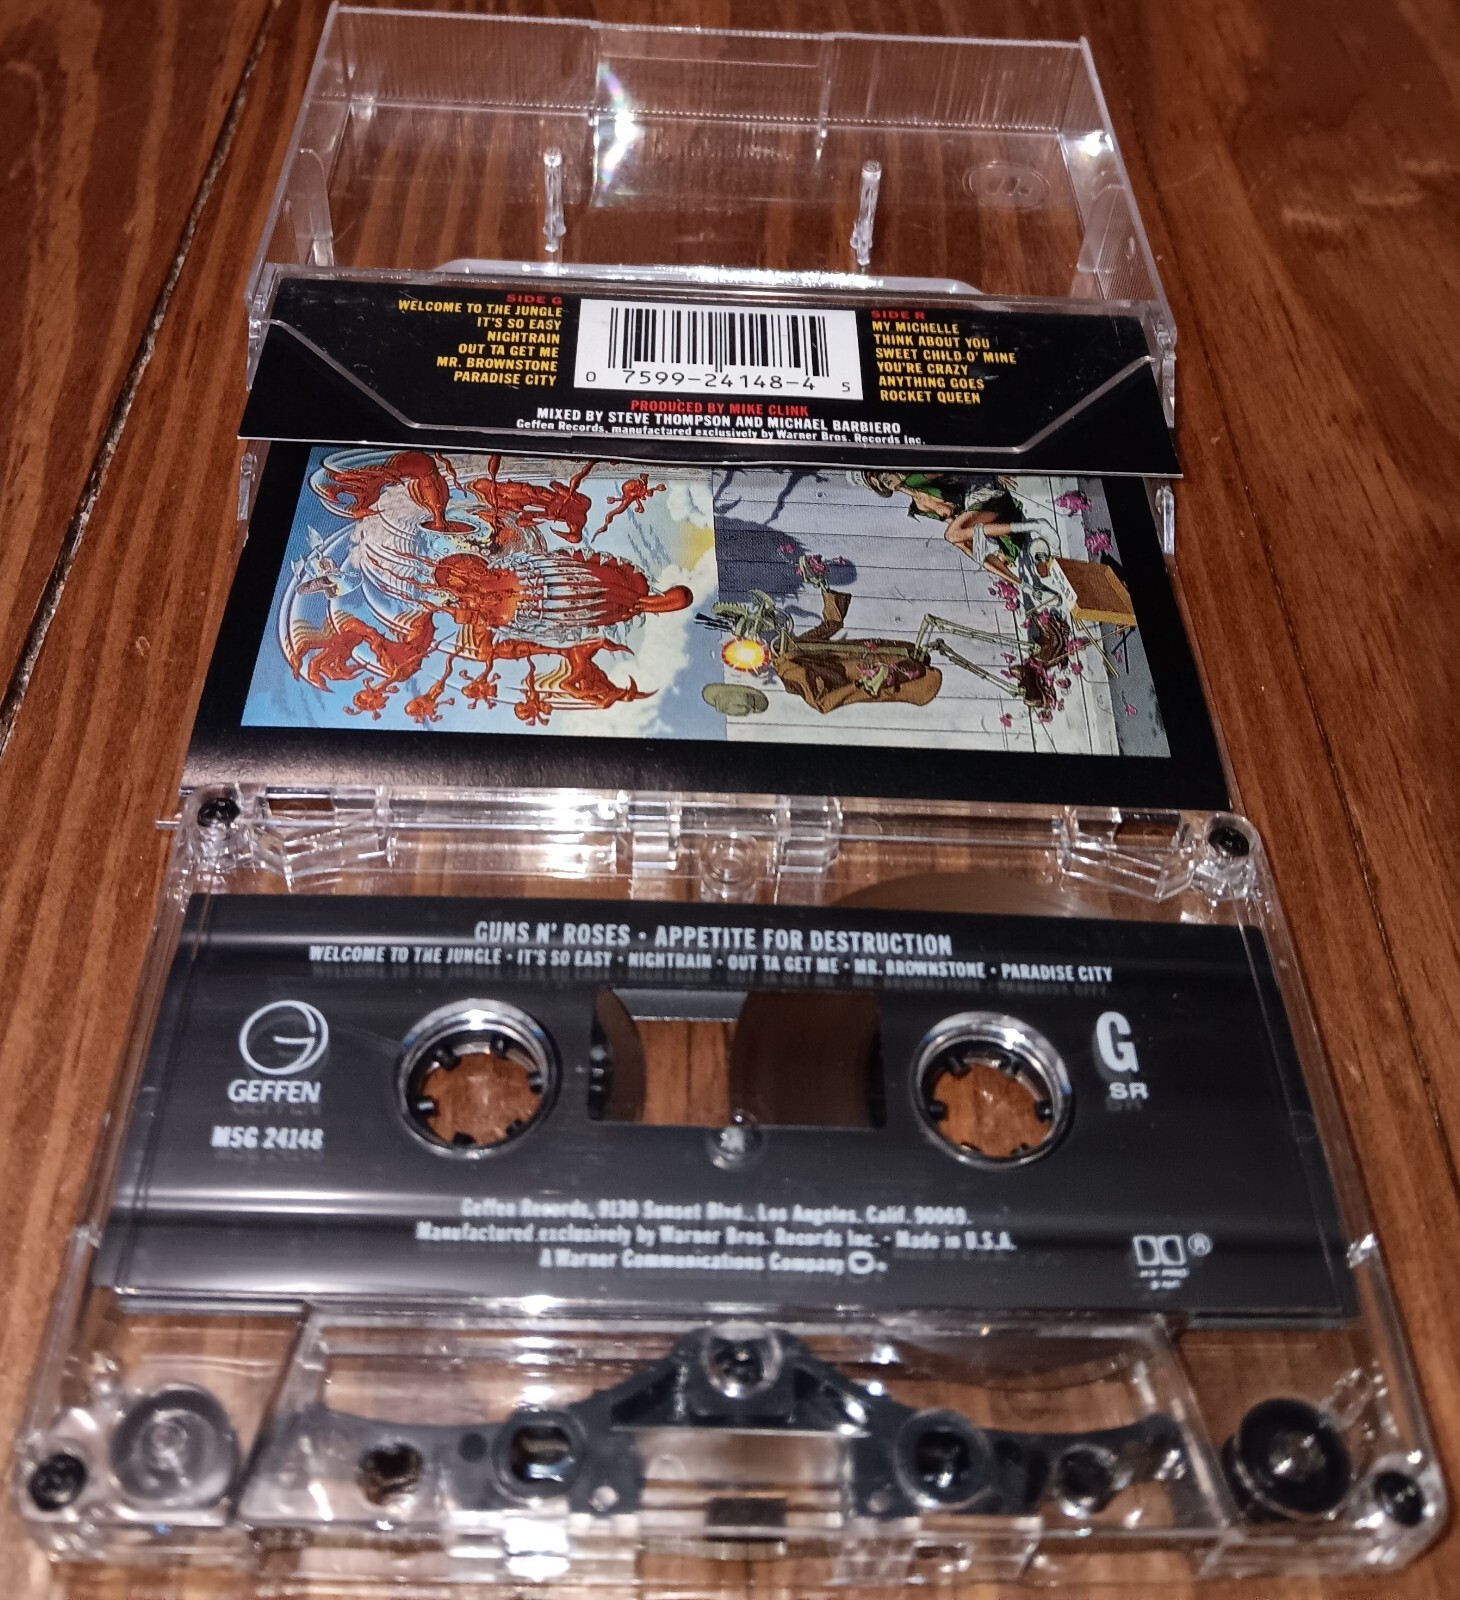 SIDE G
WELCOME TO THE JUNGLE
IT'S SO EASY
NIGHTRAIN
OUT TA GET ME
MR. BROWNSTONE
PARADISE CITY
0 7599-24148-4 5
SIDE R
MY MICHELLE
THINK ABOUT YOU
SWEET CHILD O' MINE
YOU'RE CRAZY
ANYTHING GOES
ROCKET QUEEN
PRODUCED BY MIKE CLINK
MIXED BY STEVE THOMPSON AND MICHAEL BARBIERO
Geffen Records, manufactured exclusively by Warner Bros. Records Inc.
GUNS N' ROSES • APPETITE FOR DESTRUCTION
WELCOME TO THE JUNGLE • IT'S SO EASY • NIGHTRAIN • OUT TA GET ME • MR. BROWNSTONE • PARADISE CITY
GEFFEN
M5G 24148
G
SR
Geffen Records, 9130 Sunset Blvd., Los Angeles, Calif. 90069.
Manufactured exclusively by Warner Bros. Records Inc. • Made in U.S.A.
A Warner Communications Company